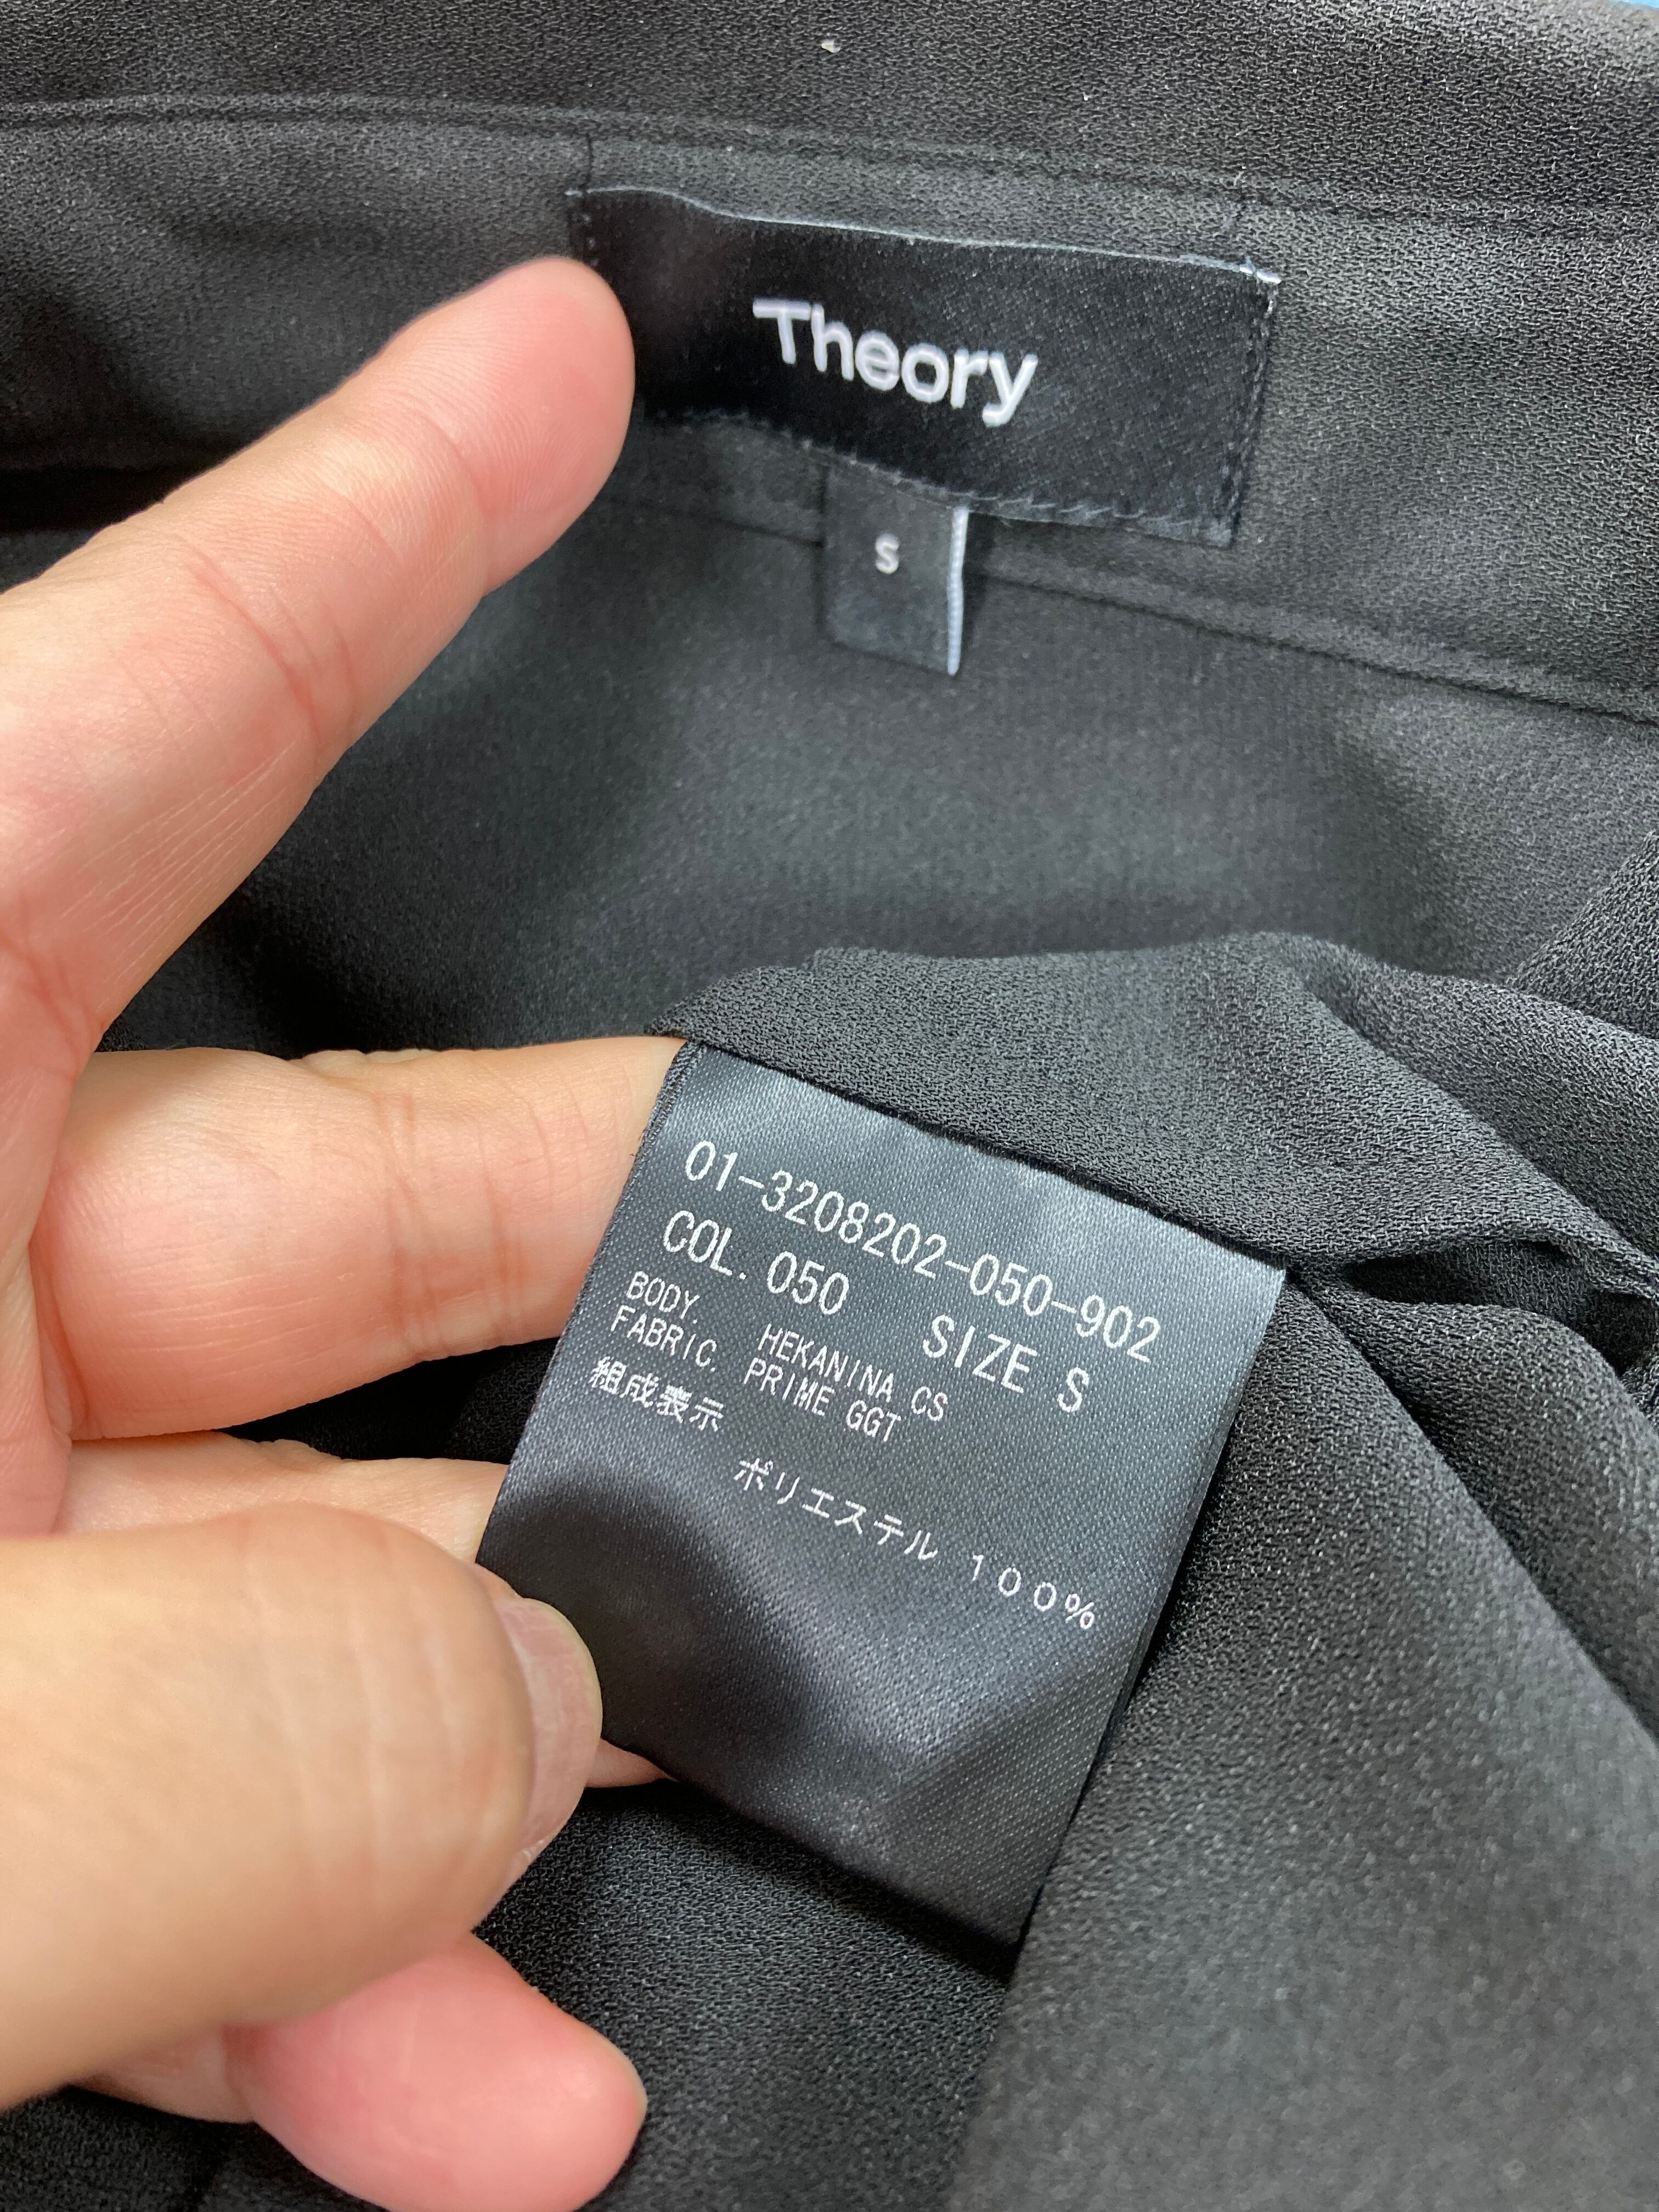 Theory
S
01-3208202-050-902
COL. 050 SIZE S
BODY. HEKANINA CS
FABRIC. PRIME GGT
組成表示
ポリエステル 100%